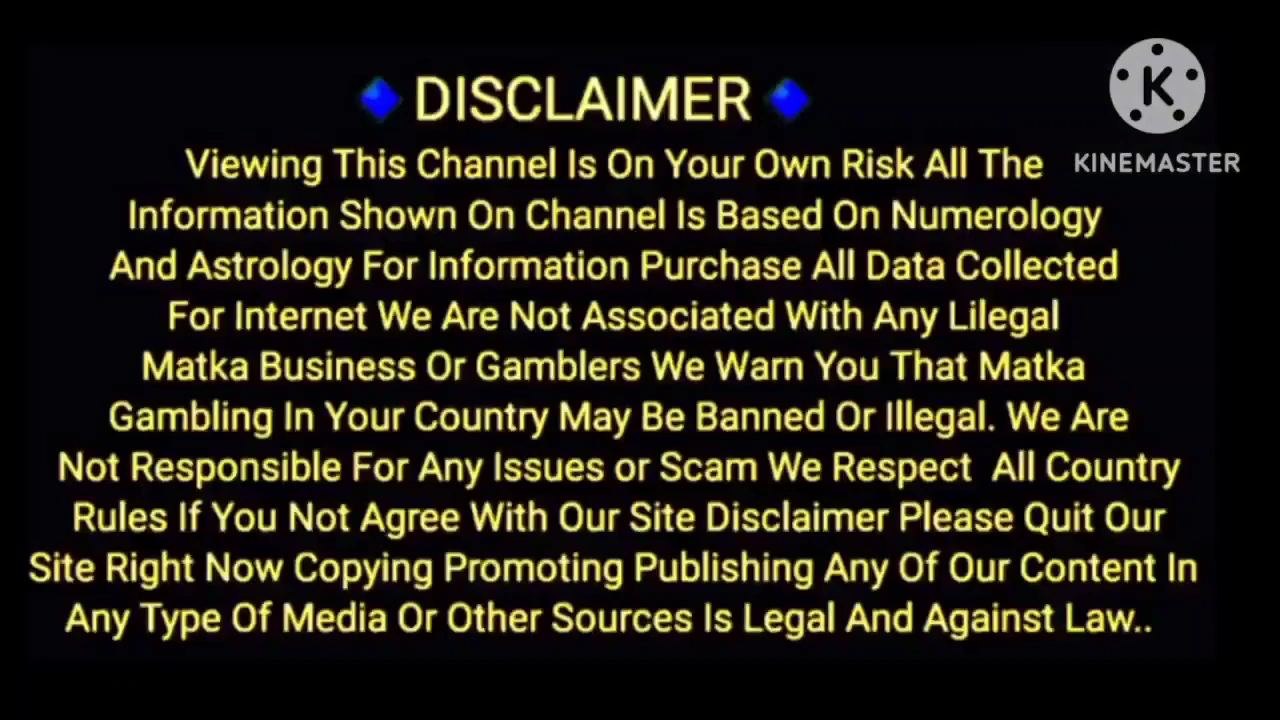 DISCLAIMER
Viewing This Channel Is On Your Own Risk All The
Information Shown On Channel Is Based On Numerology
And Astrology For Information Purchase All Data Collected
For Internet We Are Not Associated With Any Lilegal
Matka Business Or Gamblers We Warn You That Matka
Gambling In Your Country May Be Banned Or Illegal. We Are
Not Responsible For Any Issues or Scam We Respect  All Country
Rules If You Not Agree With Our Site Disclaimer Please Quit Our
Site Right Now Copying Promoting Publishing Any Of Our Content In
Any Type Of Media Or Other Sources Is Legal And Against Law..
K
KINEMASTER